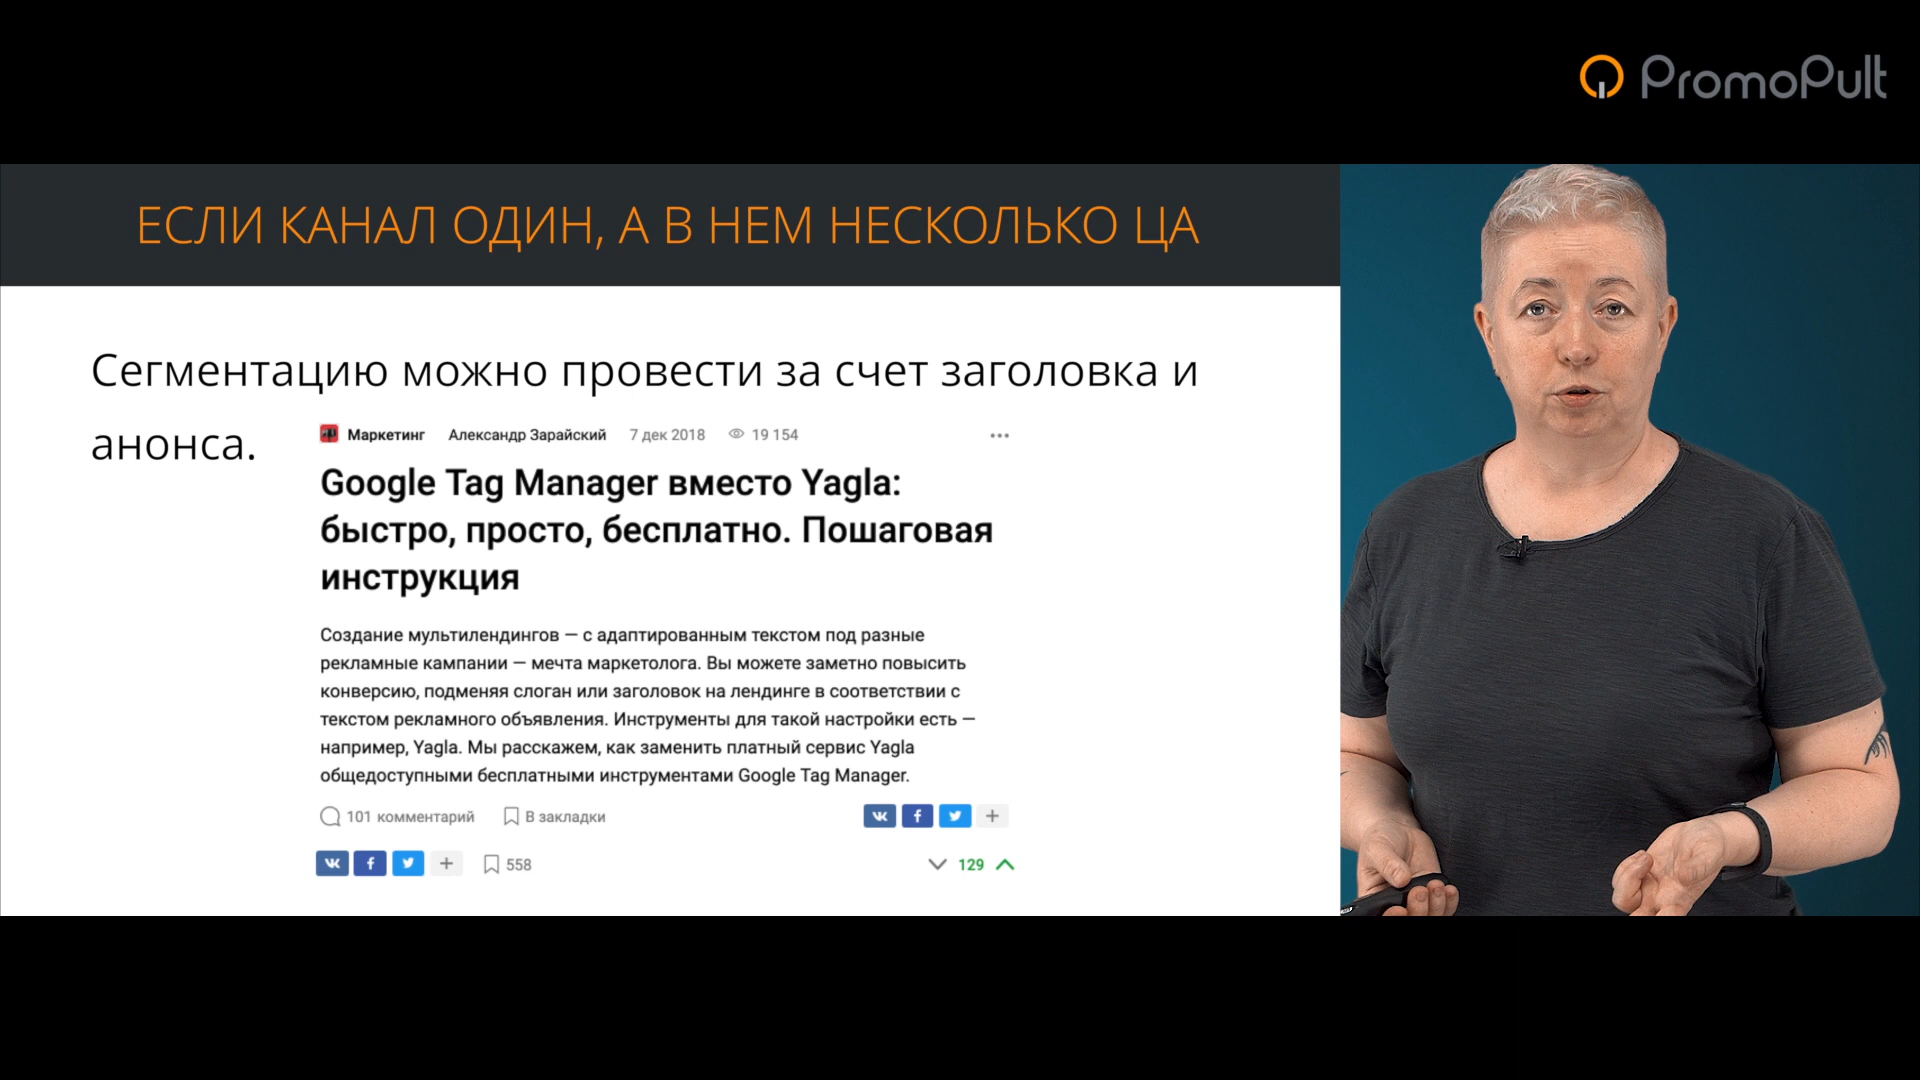 PromoPult
ЕСЛИ КАНАЛ ОДИН, А В НЕМ НЕСКОЛЬКО ЦА
Сегментацию можно провести за счет заголовка и
анонса.
Маркетинг Александр Зарайский 7 дек 2018 19 154
Google Tag Manager вместо Yagla:
быстро, просто, бесплатно. Пошаговая
инструкция
Создание мультилендингов — с адаптированным текстом под разные
рекламные кампании — мечта маркетолога. Вы можете заметно повысить
конверсию, подменяя слоган или заголовок на лендинге в соответствии с
текстом рекламного объявления. Инструменты для такой настройки есть —
например, Yagla. Мы расскажем, как заменить платный сервис Yagla
общедоступными бесплатными инструментами Google Tag Manager.
101 комментарий В закладки
558 129